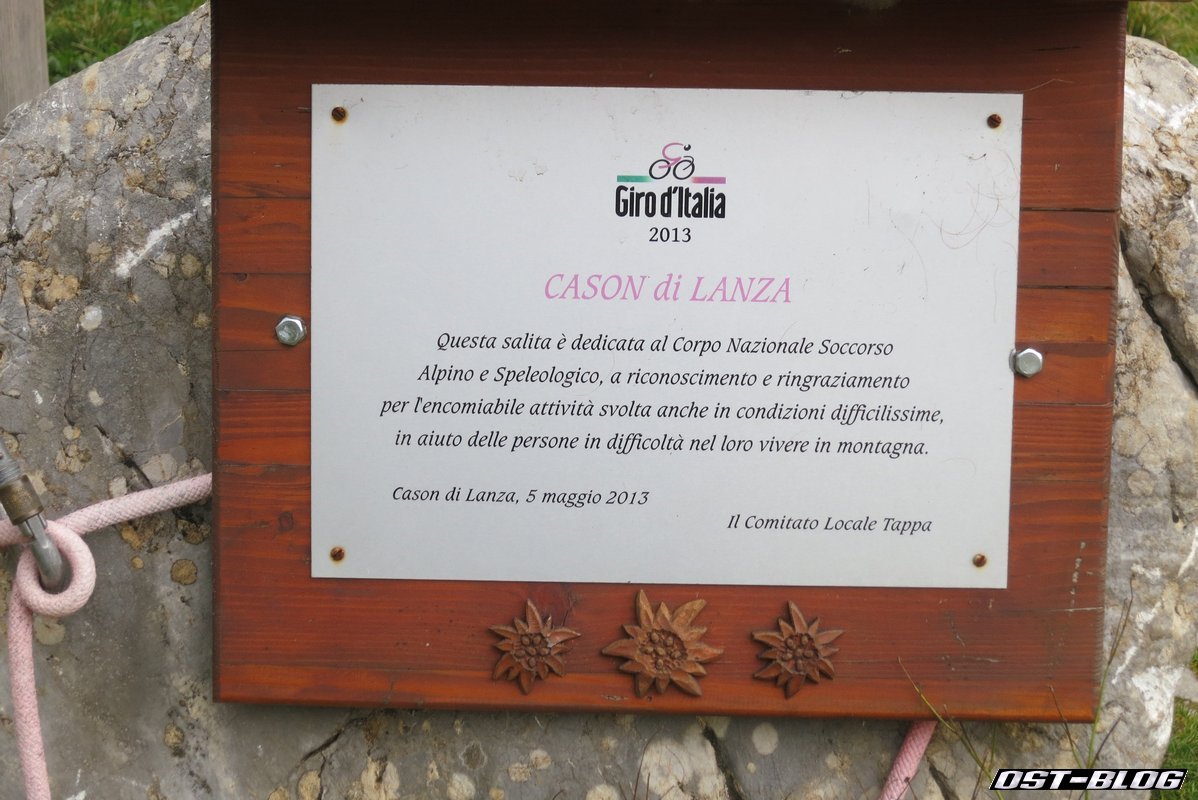 Giro d'Italia
2013
CASON di LANZA
Questa salita è dedicata al Corpo Nazionale Soccorso
Alpino e Speleologico, a riconoscimento e ringraziamento
per l'encomiabile attività svolta anche in condizioni difficilissime,
in aiuto delle persone in difficoltà nel loro vivere in montagna.
Cason di Lanza, 5 maggio 2013
Il Comitato Locale Tappa
OST-BLOG